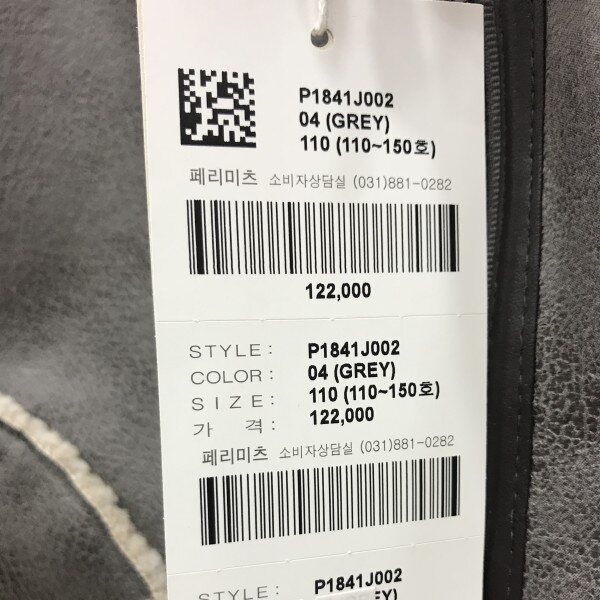 P1841J002
04 (GREY)
110 (110~150호)
페리미츠 소비자상담실 (031)881-0282
122,000
STYLE: P1841J002
COLOR: 04 (GREY)
SIZE: 110 (110~150호)
가 격: 122,000
페리미츠 소비자상담실 (031)881-0282
STYLE: P1841J002